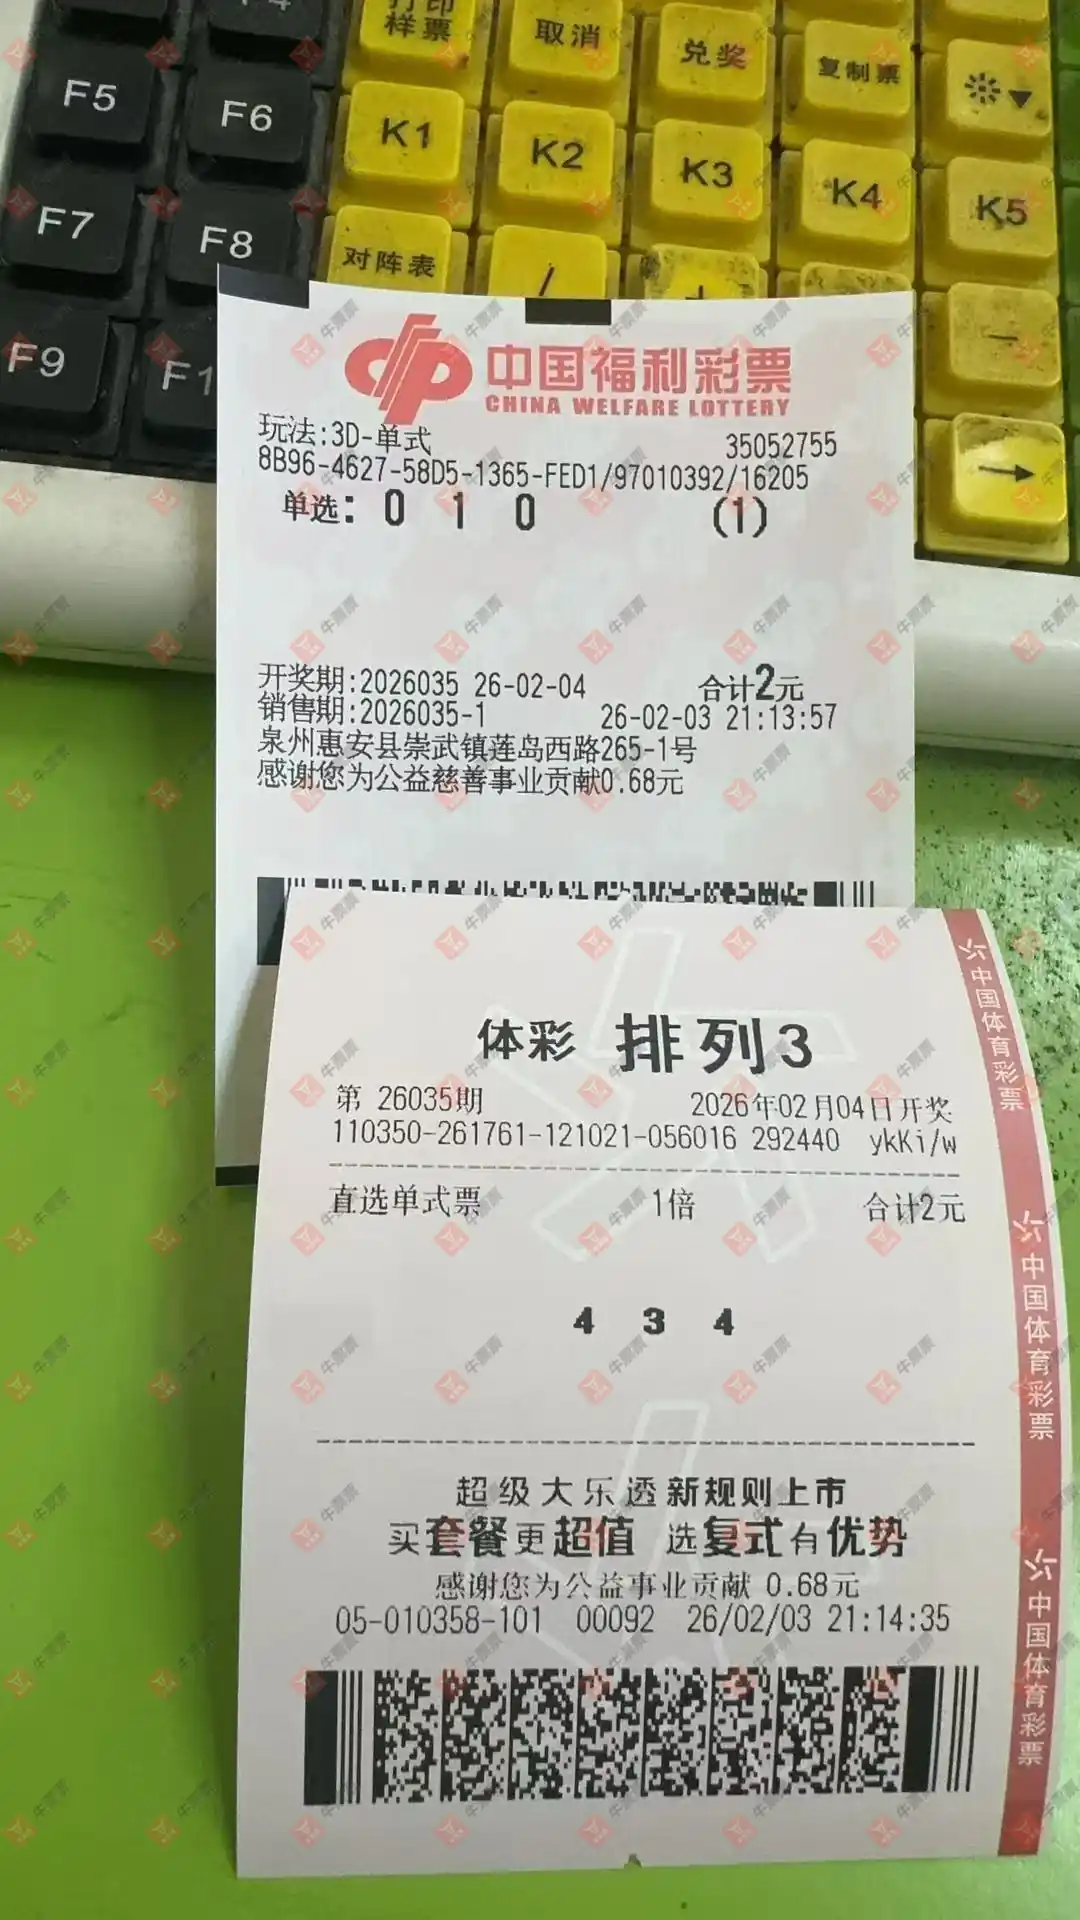 F4
打印
样票
取消
兑奖
复制票
F5
F6
K1
K2
K3
K4
K5
F7
F8
对阵表
/
+
-
F9
F1
→
中国福利彩票
CHINA WELFARE LOTTERY
玩法:3D-单式 35052755
8B96-4627-58D5-1365-FED1/97010392/16205
单选: 0 1 0 (1)
开奖期:2026035 26-02-04 合计2元
销售期:2026035-1 26-02-03 21:13:57
泉州惠安县崇武镇莲岛西路265-1号
感谢您为公益慈善事业贡献0.68元
体彩 排列3
第 26035期 2026年02月04日开奖
110350-261761-121021-056016 292440 ykKi/w
直选单式票 1倍 合计2元
4 3 4
超级大乐透新规则上市
买套餐更超值 选复式有优势
感谢您为公益事业贡献 0.68元
05-010358-101 00092 26/02/03 21:14:35
中国体育彩票
中国体育彩票
中国体育彩票
牛票票